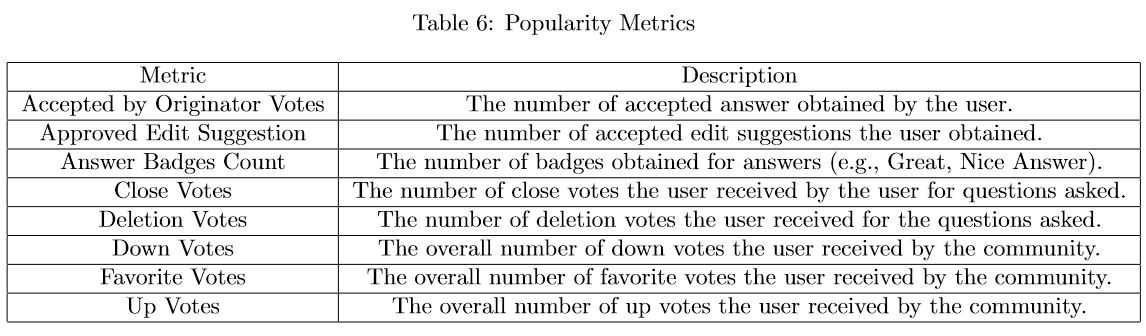 Table 6: Popularity Metrics
Metric Description
Accepted by Originator Votes The number of accepted answer obtained by the user.
Approved Edit Suggestion The number of accepted edit suggestions the user obtained.
Answer Badges Count The number of badges obtained for answers (e.g., Great, Nice Answer).
Close Votes The number of close votes the user received by the user for questions asked.
Deletion Votes The number of deletion votes the user received for the questions asked.
Down Votes The overall number of down votes the user received by the community.
Favorite Votes The overall number of favorite votes the user received by the community.
Up Votes The overall number of up votes the user received by the community.